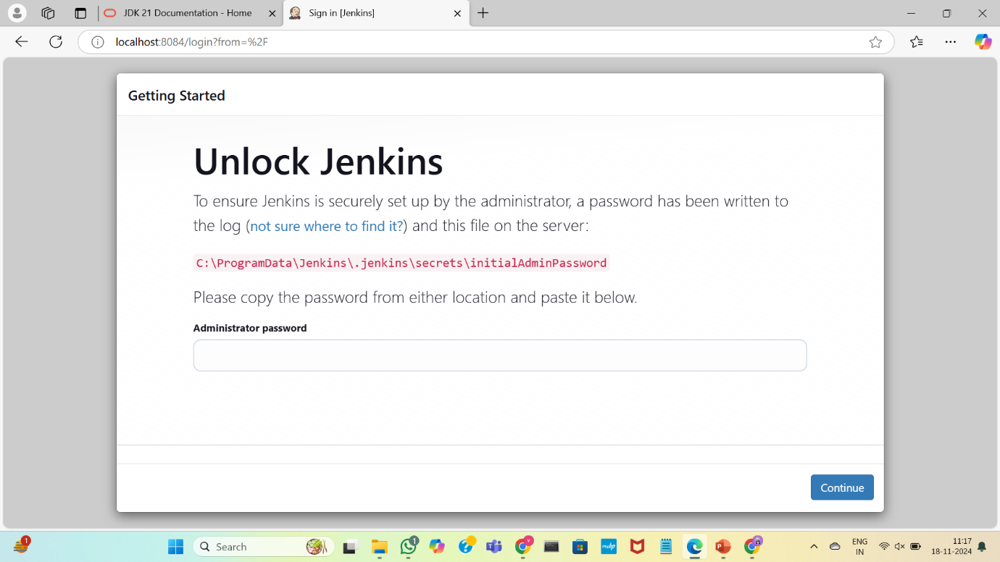 JDK 21 Documentation - Home
Sign in [Jenkins]
localhost:8084/login?from=%2F
Getting Started
Unlock Jenkins
To ensure Jenkins is securely set up by the administrator, a password has been written to
the log (not sure where to find it?) and this file on the server:
C:\ProgramData\Jenkins\.jenkins\secrets\initialAdminPassword
Please copy the password from either location and paste it below.
Administrator password
Continue
1
Search
1
T
Y
myhp
P
ENG
IN
11:17
18-11-2024